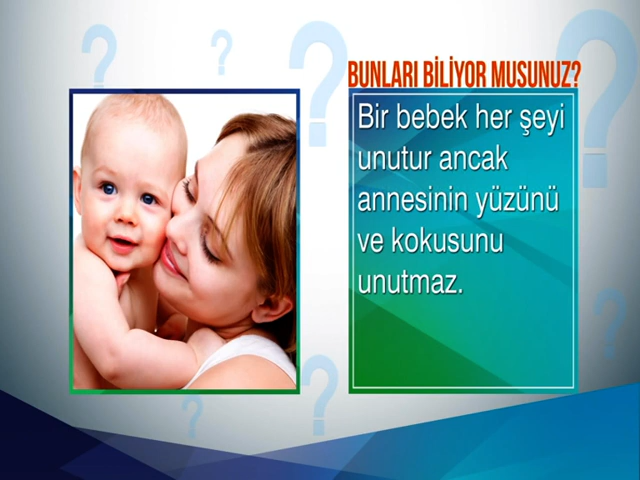 BUNLARI BİLİYOR MUSUNUZ?
Bir bebek her şeyi
unutur ancak
annesinin yüzünü
ve kokusunu
unutmaz.